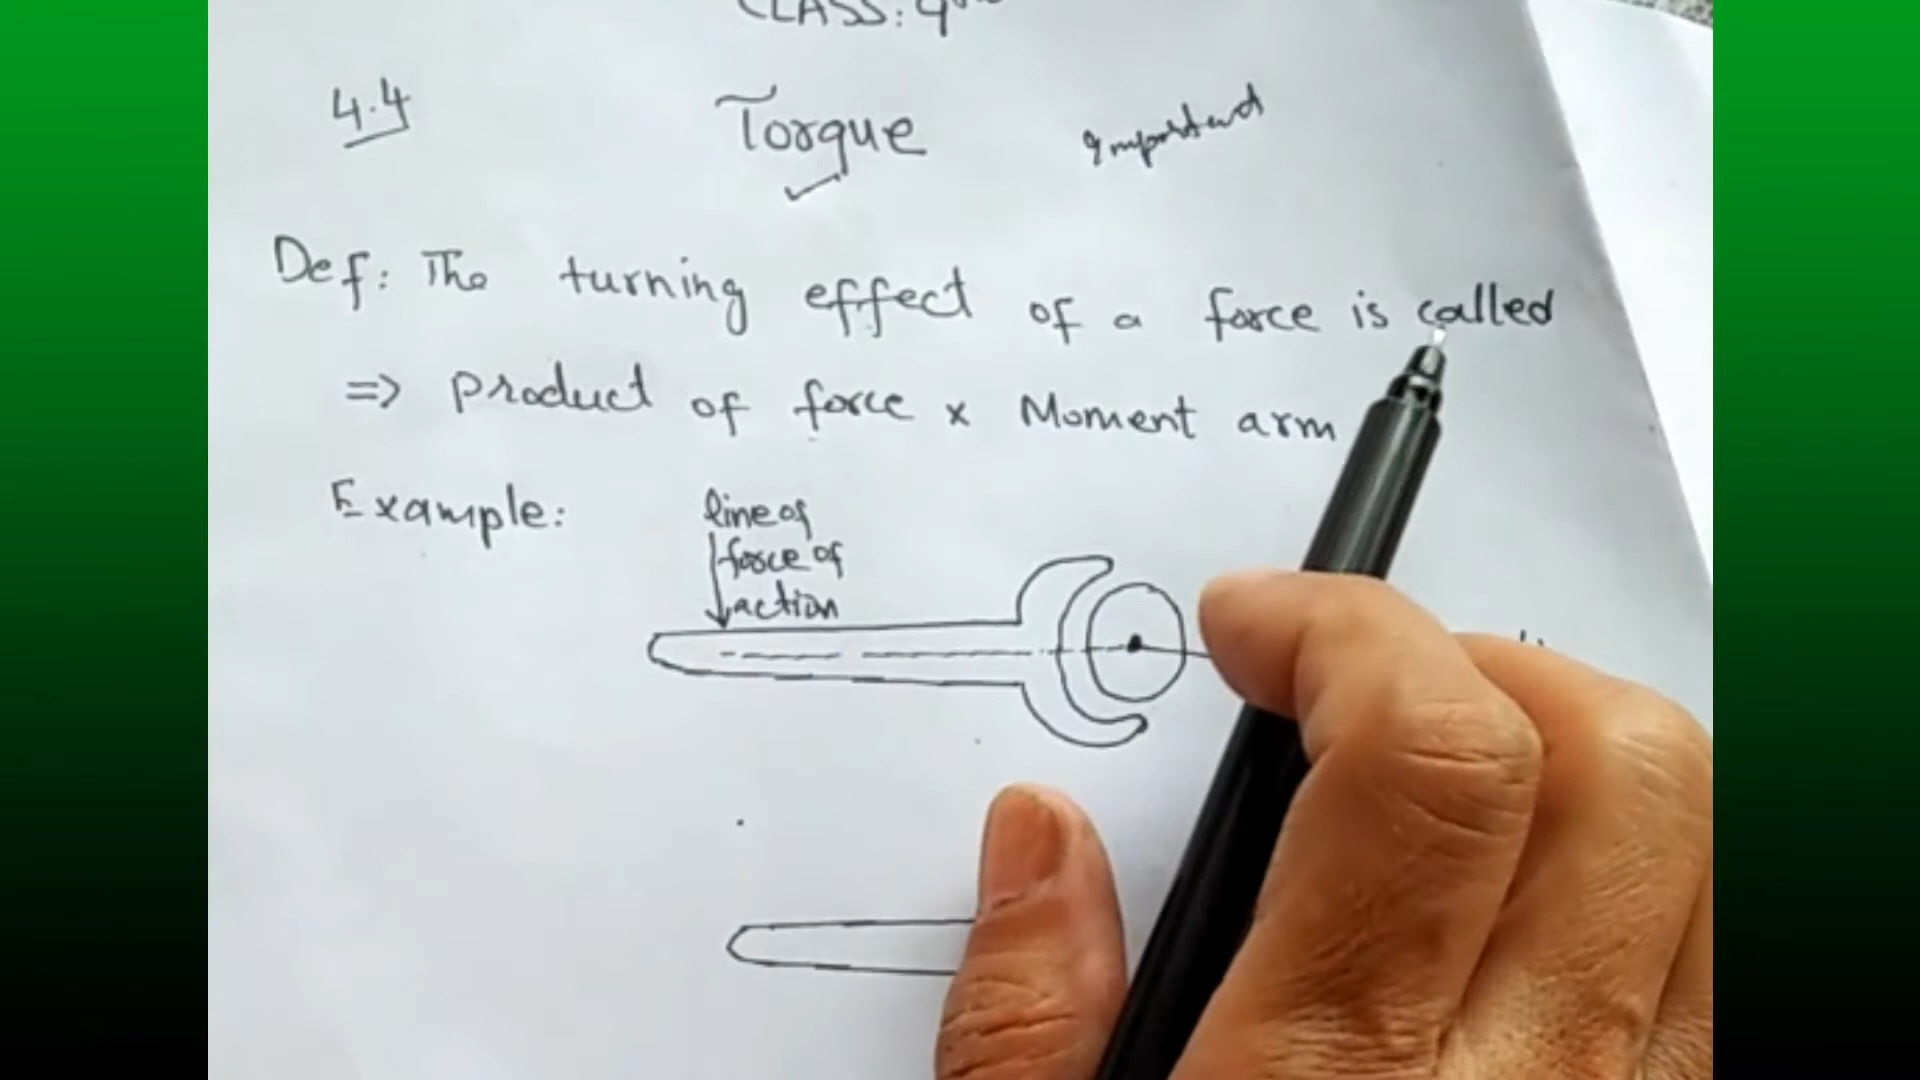 CLASS: 9th
4.4
Torque
Important
Def: The turning effect of a force is called
=> Product of force x Moment arm
Example:
line of
force of
action